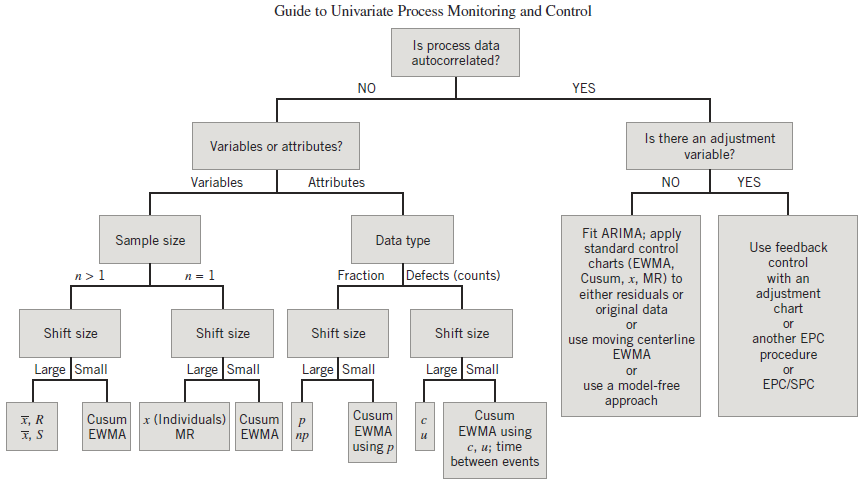 Guide to Univariate Process Monitoring and Control
Is process data
autocorrelated?
NO
YES
Variables or attributes?
Is there an adjustment
variable?
Variables
Attributes
NO
YES
Sample size
Data type
n > 1
n = 1
Fraction
Defects (counts)
Shift size
Shift size
Shift size
Shift size
Large
Small
Large
Small
Large
Small
Large
Small
x̅, R
x̅, S
Cusum
EWMA
x (Individuals)
MR
Cusum
EWMA
p
np
Cusum
EWMA
using p
c
u
Cusum
EWMA using
c, u; time
between events
Fit ARIMA; apply
standard control
charts (EWMA,
Cusum, x, MR) to
either residuals or
original data
or
use moving centerline
EWMA
or
use a model-free
approach
Use feedback
control
with an
adjustment
chart
or
another EPC
procedure
or
EPC/SPC